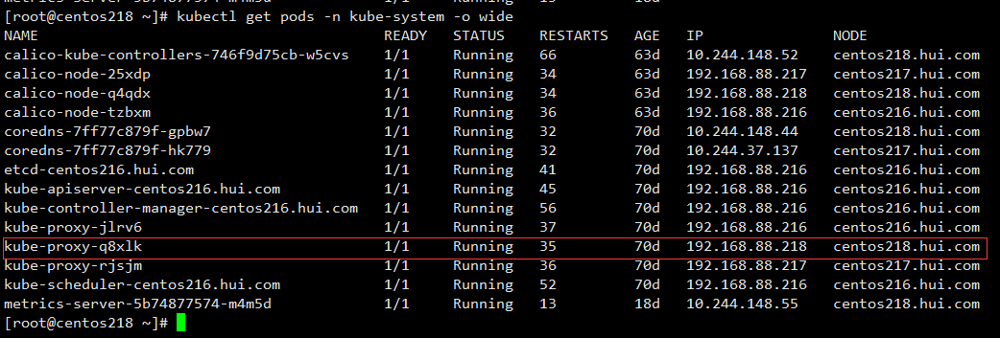 [root@centos218 ~]# kubectl get pods -n kube-system -o wide
NAME READY STATUS RESTARTS AGE IP NODE
calico-kube-controllers-746f9d75cb-w5cvs 1/1 Running 66 63d 10.244.148.52 centos218.hui.com
calico-node-25xdp 1/1 Running 34 63d 192.168.88.217 centos217.hui.com
calico-node-q4qdx 1/1 Running 34 63d 192.168.88.218 centos218.hui.com
calico-node-tzbxm 1/1 Running 36 63d 192.168.88.216 centos216.hui.com
coredns-7ff77c879f-gpbw7 1/1 Running 32 70d 10.244.148.44 centos218.hui.com
coredns-7ff77c879f-hk779 1/1 Running 32 70d 10.244.37.137 centos217.hui.com
etcd-centos216.hui.com 1/1 Running 41 70d 192.168.88.216 centos216.hui.com
kube-apiserver-centos216.hui.com 1/1 Running 45 70d 192.168.88.216 centos216.hui.com
kube-controller-manager-centos216.hui.com 1/1 Running 56 70d 192.168.88.216 centos216.hui.com
kube-proxy-jlrv6 1/1 Running 37 70d 192.168.88.216 centos216.hui.com
kube-proxy-q8xlk 1/1 Running 35 70d 192.168.88.218 centos218.hui.com
kube-proxy-rjsjm 1/1 Running 36 70d 192.168.88.217 centos217.hui.com
kube-scheduler-centos216.hui.com 1/1 Running 52 70d 192.168.88.216 centos216.hui.com
metrics-server-5b74877574-m4m5d 1/1 Running 13 18d 10.244.148.55 centos218.hui.com
[root@centos218 ~]#